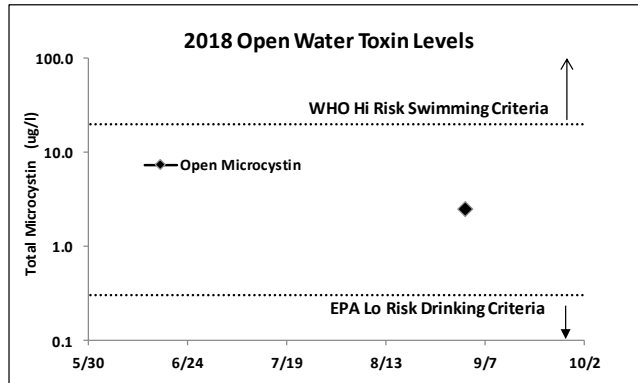 2018 Open Water Toxin Levels
Total Microcystin (ug/l)
100.0
10.0
1.0
0.1
WHO Hi Risk Swimming Criteria
Open Microcystin
EPA Lo Risk Drinking Criteria
5/30 6/24 7/19 8/13 9/7 10/2